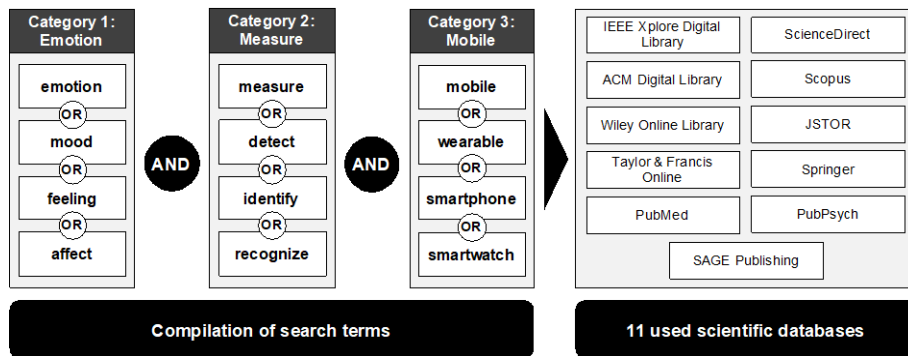 Category 1:
Emotion
emotion
OR
mood
OR
feeling
OR
affect
AND
Category 2:
Measure
measure
OR
detect
OR
identify
OR
recognize
AND
Category 3:
Mobile
mobile
OR
wearable
OR
smartphone
OR
smartwatch
IEEE Xplore Digital
Library
ScienceDirect
ACM Digital Library
Scopus
Wiley Online Library
JSTOR
Taylor & Francis
Online
Springer
PubMed
PubPsych
SAGE Publishing
Compilation of search terms
11 used scientific databases